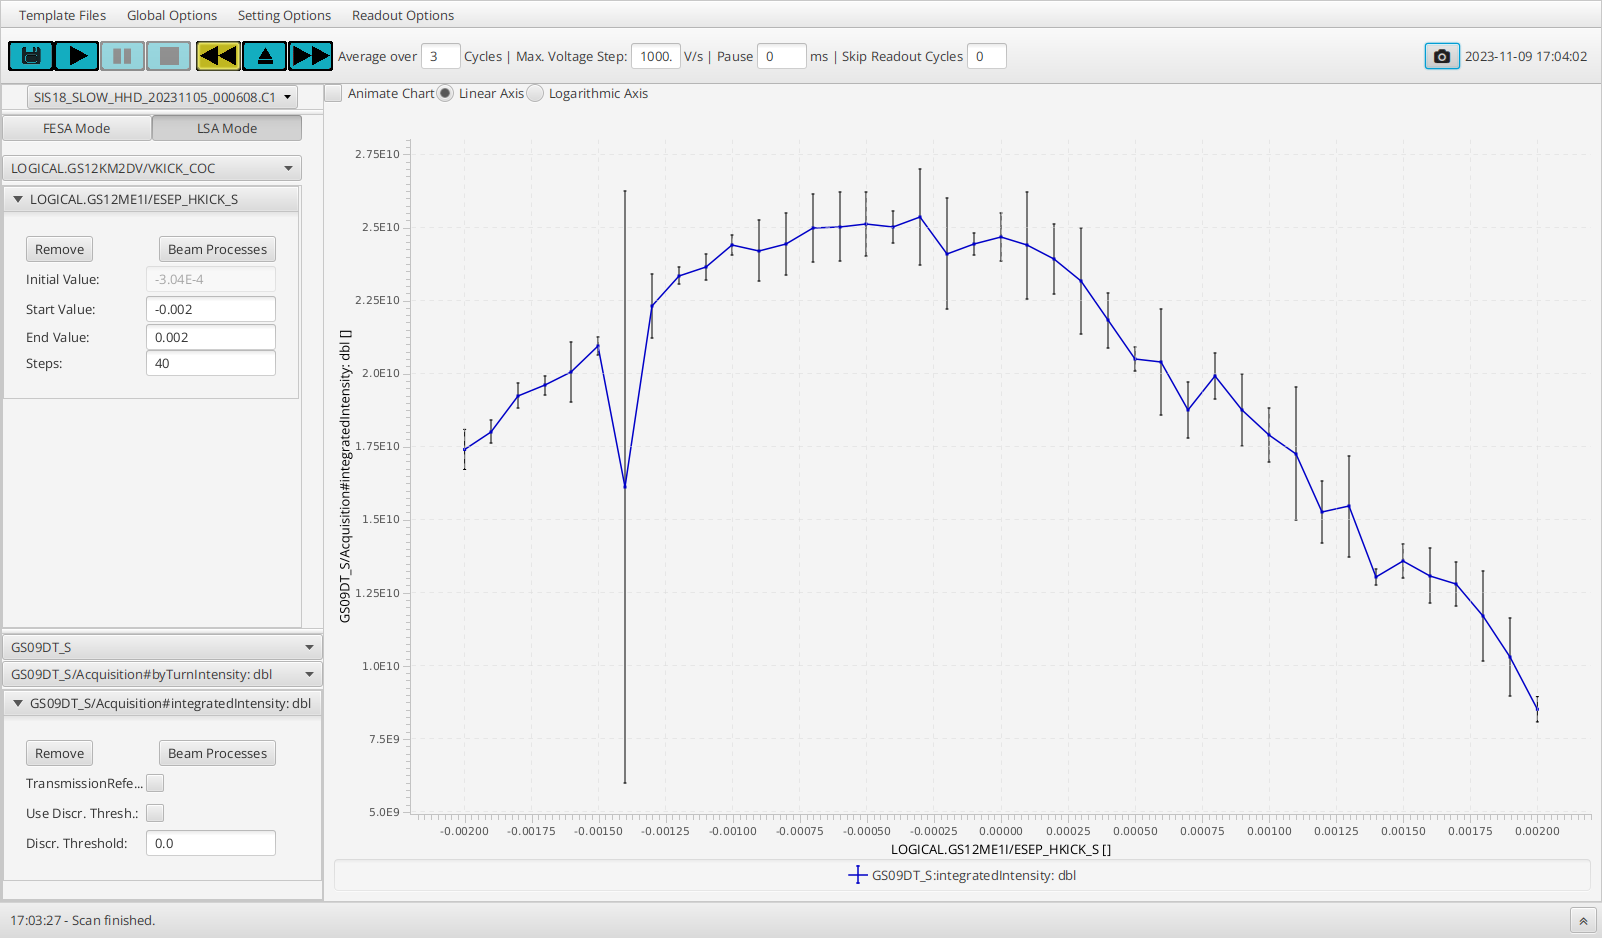 Template Files Global Options Setting Options Readout Options
Average over 3 Cycles | Max. Voltage Step: 1000. V/s | Pause 0 ms | Skip Readout Cycles 0 2023-11-09 17:04:02
SIS18_SLOW_HHD_20231105_000608.C1
FESA Mode LSA Mode
LOGICAL.GS12KM2DV/VKICK_COC
LOGICAL.GS12ME1I/ESEP_HKICK_S
Remove Beam Processes
Initial Value: -3.04E-4
Start Value: -0.002
End Value: 0.002
Steps: 40
GS09DT_S
GS09DT_S/Acquisition#byTurnIntensity: dbl
GS09DT_S/Acquisition#integratedIntensity: dbl
Remove Beam Processes
TransmissionRefe...
Use Discr. Thresh.:
Discr. Threshold: 0.0
Animate Chart Linear Axis Logarithmic Axis
GS09DT_S/Acquisition#integratedIntensity: dbl []
2.75E10
2.5E10
2.25E10
2.0E10
1.75E10
1.5E10
1.25E10
1.0E10
7.5E9
5.0E9
-0.00200 -0.00175 -0.00150 -0.00125 -0.00100 -0.00075 -0.00050 -0.00025 0.00000 0.00025 0.00050 0.00075 0.00100 0.00125 0.00150 0.00175 0.00200
LOGICAL.GS12ME1I/ESEP_HKICK_S []
GS09DT_S:integratedIntensity: dbl
17:03:27 - Scan finished.